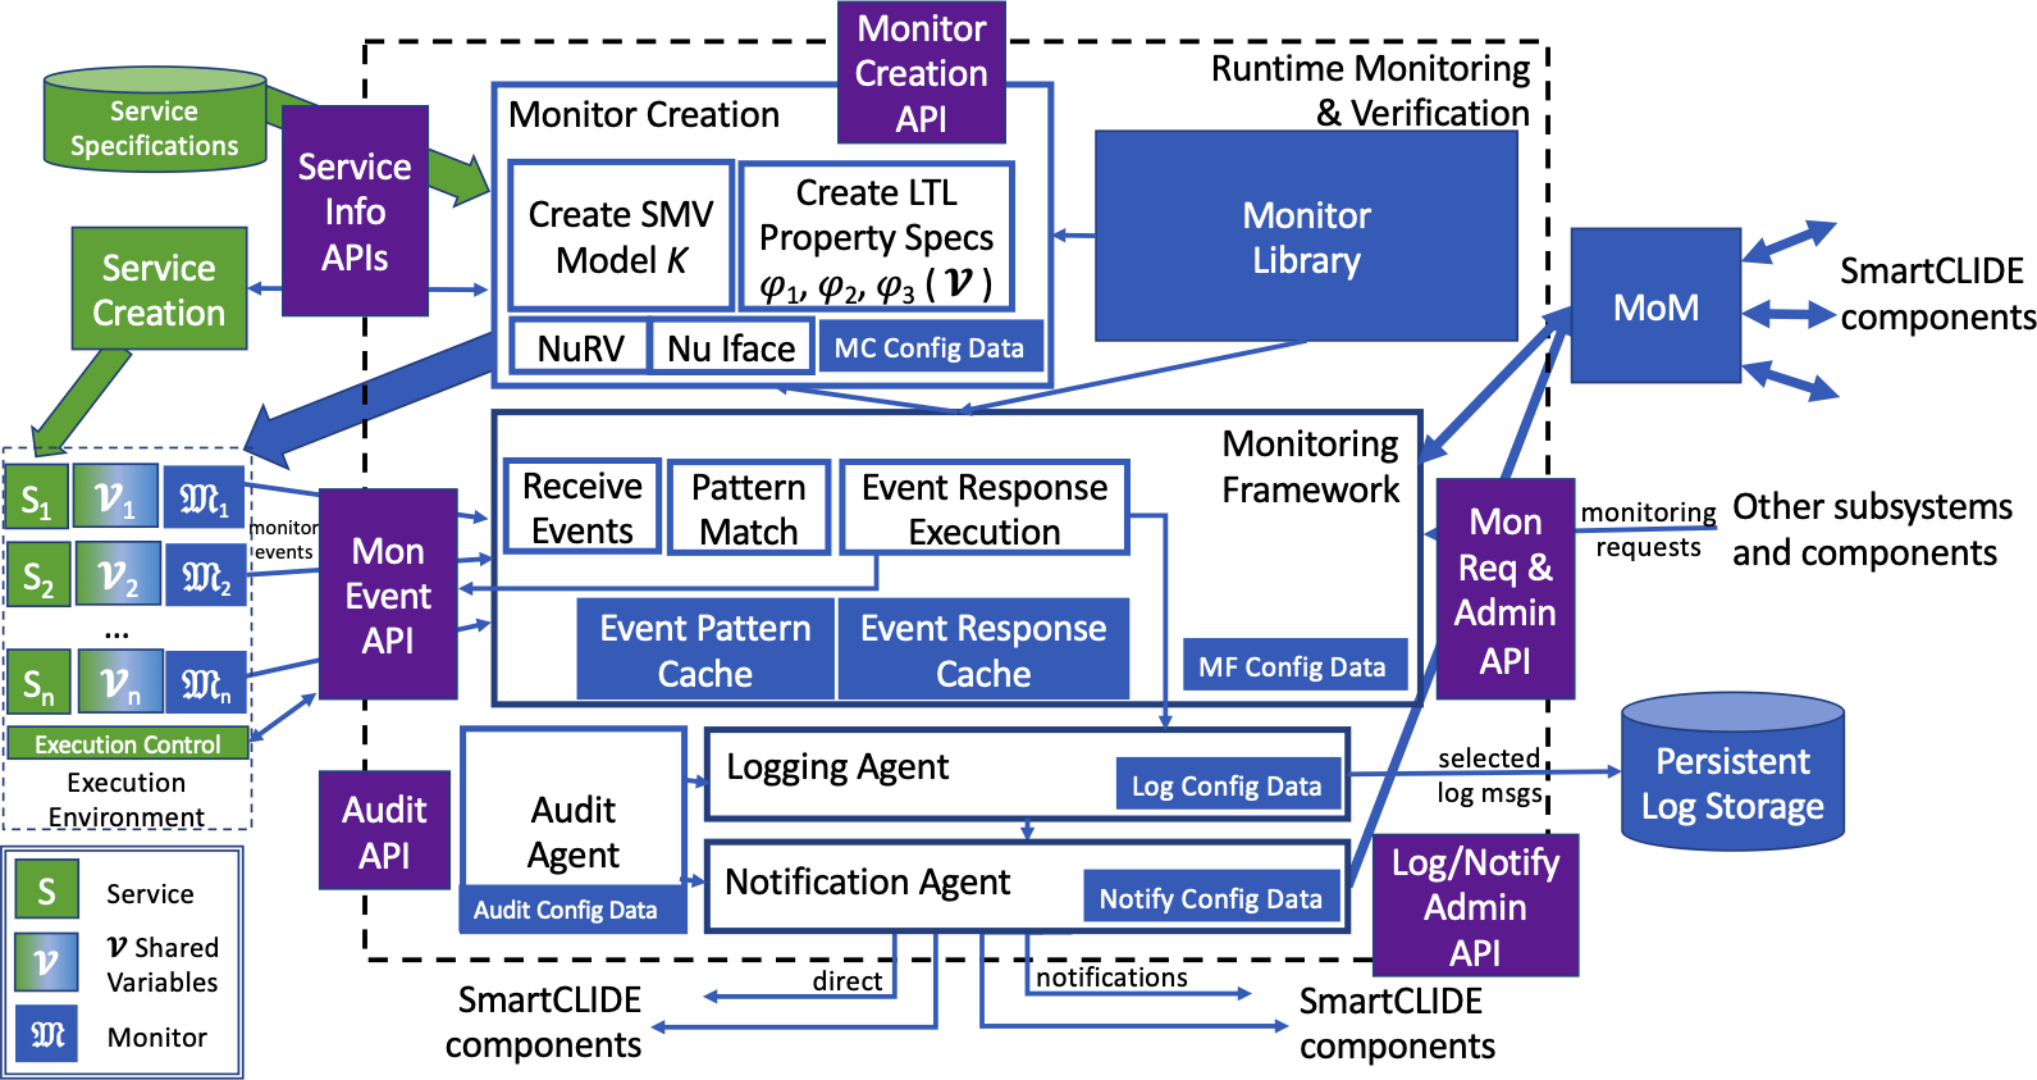 Monitor
Creation
API
Runtime Monitoring
& Verification
Service
Specifications
Service
Info
APIs
Monitor Creation
Create SMV
Model K
Create LTL
Property Specs
φ1, φ2, φ3 ( 𝓥 )
NuRV
Nu Iface
MC Config Data
Monitor
Library
Service
Creation
MoM
SmartCLIDE
components
Monitoring
Framework
Receive
Events
Pattern
Match
Event Response
Execution
Event Pattern
Cache
Event Response
Cache
MF Config Data
S1
𝓥1
𝔐1
S2
𝓥2
𝔐2
...
Sn
𝓥n
𝔐n
monitor
events
Execution Control
Execution
Environment
Mon
Event
API
Mon
Req &
Admin
API
monitoring
requests
Other subsystems
and components
Audit
API
Audit
Agent
Audit Config Data
Logging Agent
Log Config Data
Notification Agent
Notify Config Data
selected
log msgs
Persistent
Log Storage
Log/Notify
Admin
API
S
Service
𝓥
𝓥 Shared
Variables
𝔐
Monitor
direct
notifications
SmartCLIDE
components
SmartCLIDE
components